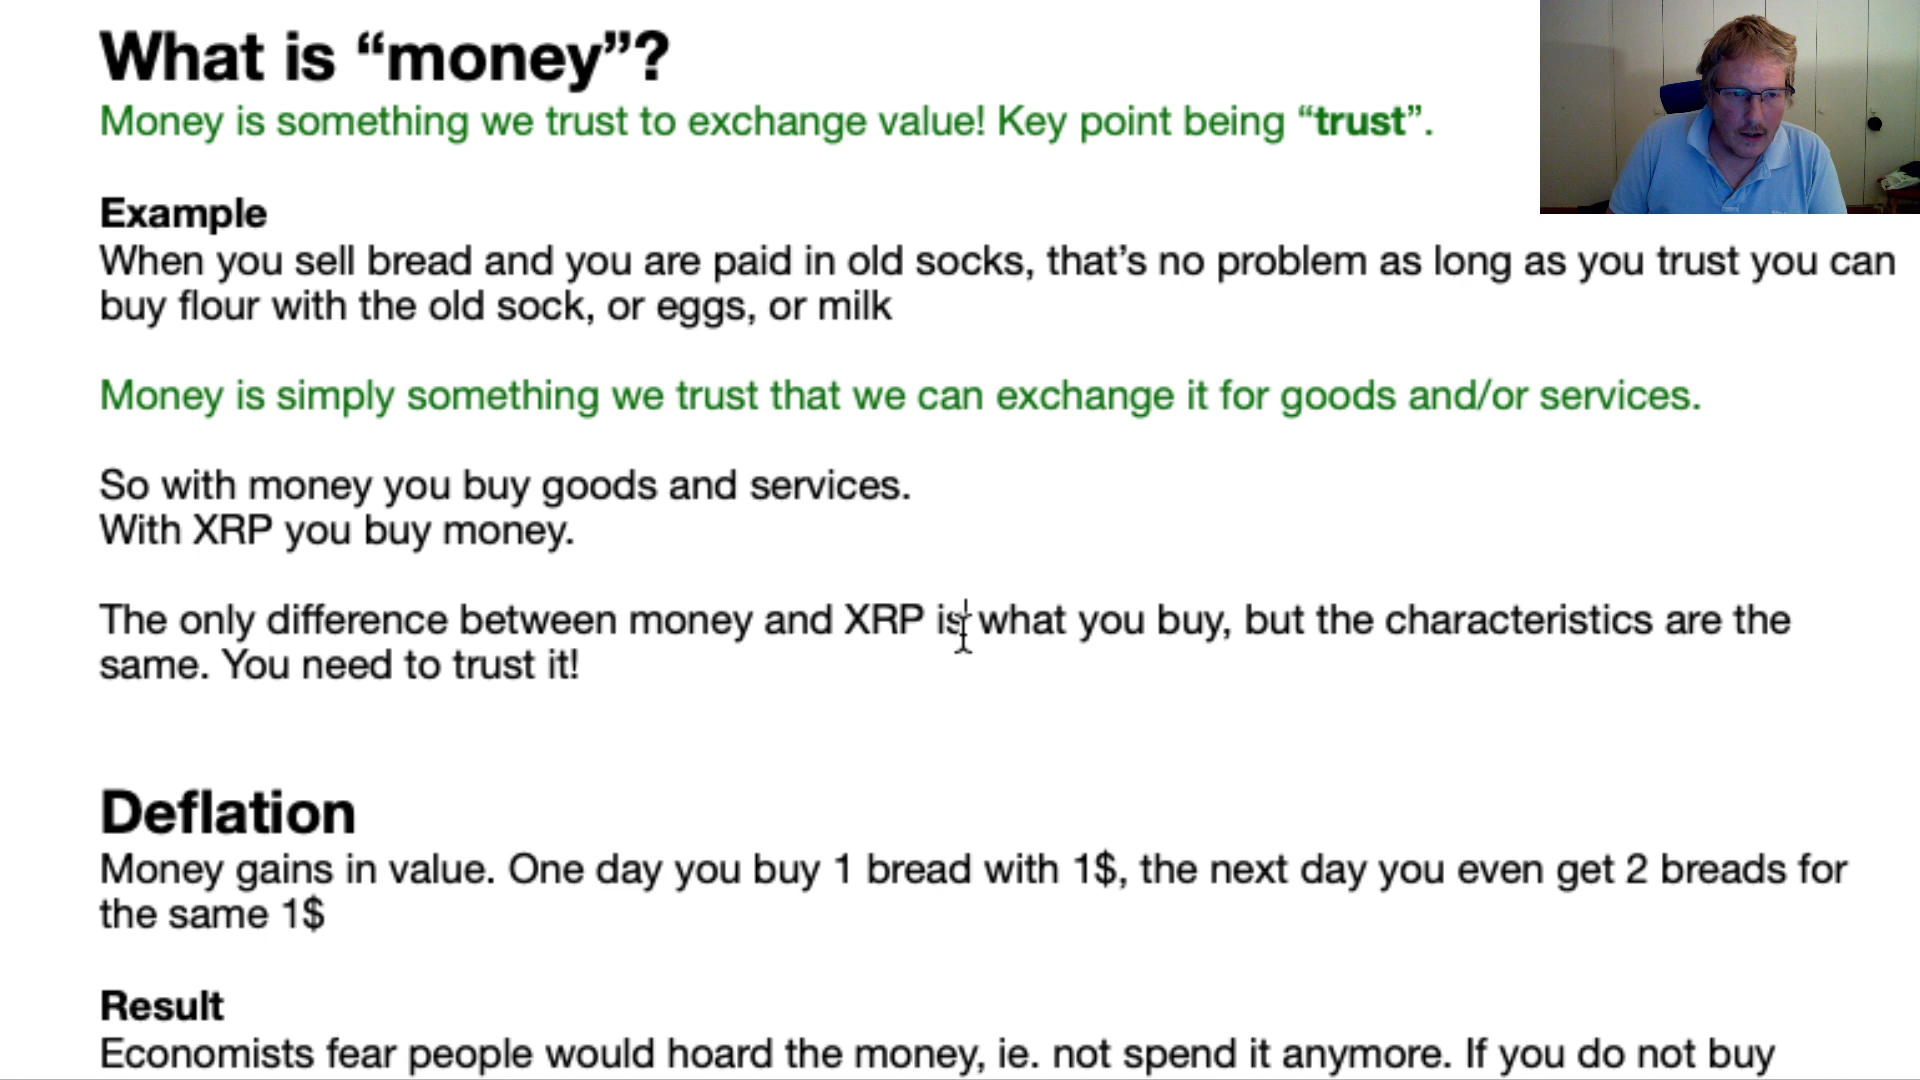 What is “money”?
Money is something we trust to exchange value! Key point being “trust”.
Example
When you sell bread and you are paid in old socks, that’s no problem as long as you trust you can
buy flour with the old sock, or eggs, or milk
Money is simply something we trust that we can exchange it for goods and/or services.
So with money you buy goods and services.
With XRP you buy money.
The only difference between money and XRP is what you buy, but the characteristics are the
same. You need to trust it!
Deflation
Money gains in value. One day you buy 1 bread with 1$, the next day you even get 2 breads for
the same 1$
Result
Economists fear people would hoard the money, ie. not spend it anymore. If you do not buy